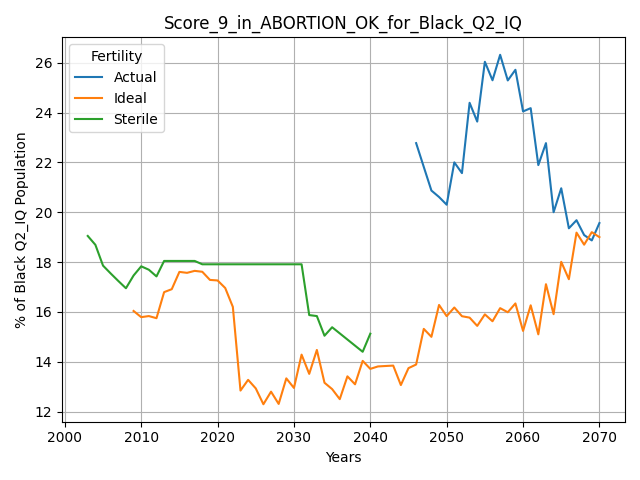 Score_9_in_ABORTION_OK_for_Black_Q2_IQ
Fertility
Actual
Ideal
Sterile
% of Black Q2_IQ Population
26
24
22
20
18
16
14
12
2000
2010
2020
2030
2040
2050
2060
2070
Years